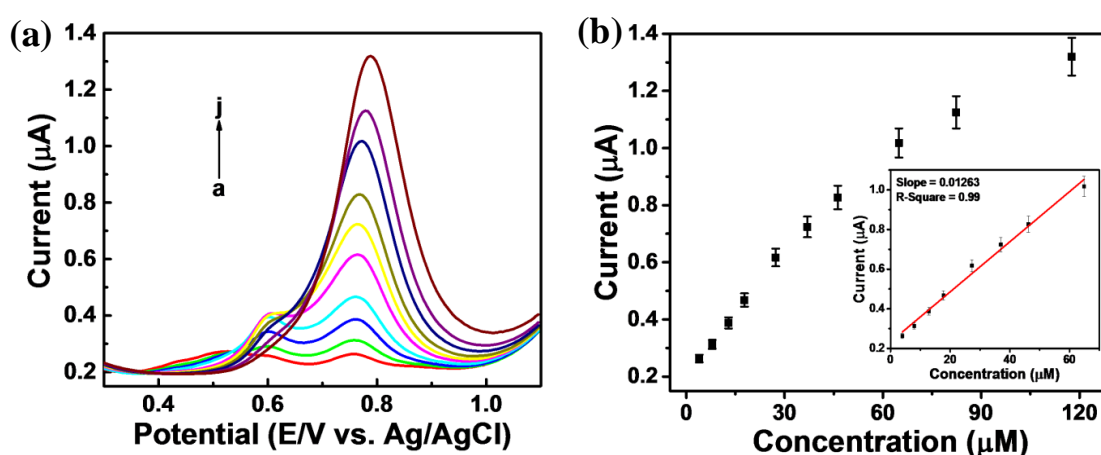 (a)
1.4
1.2
1.0
0.8
0.6
0.4
0.2
Current (μA)
j
a
0.4 0.6 0.8 1.0
Potential (E/V vs. Ag/AgCl)
(b)
1.4
1.2
1.0
0.8
0.6
0.4
0.2
Current (μA)
0 30 60 90 120
Concentration (μM)
Slope = 0.01263
R-Square = 0.99
1.0
0.8
0.6
0.4
0.2
Current (μA)
0 20 40 60
Concentration (μM)